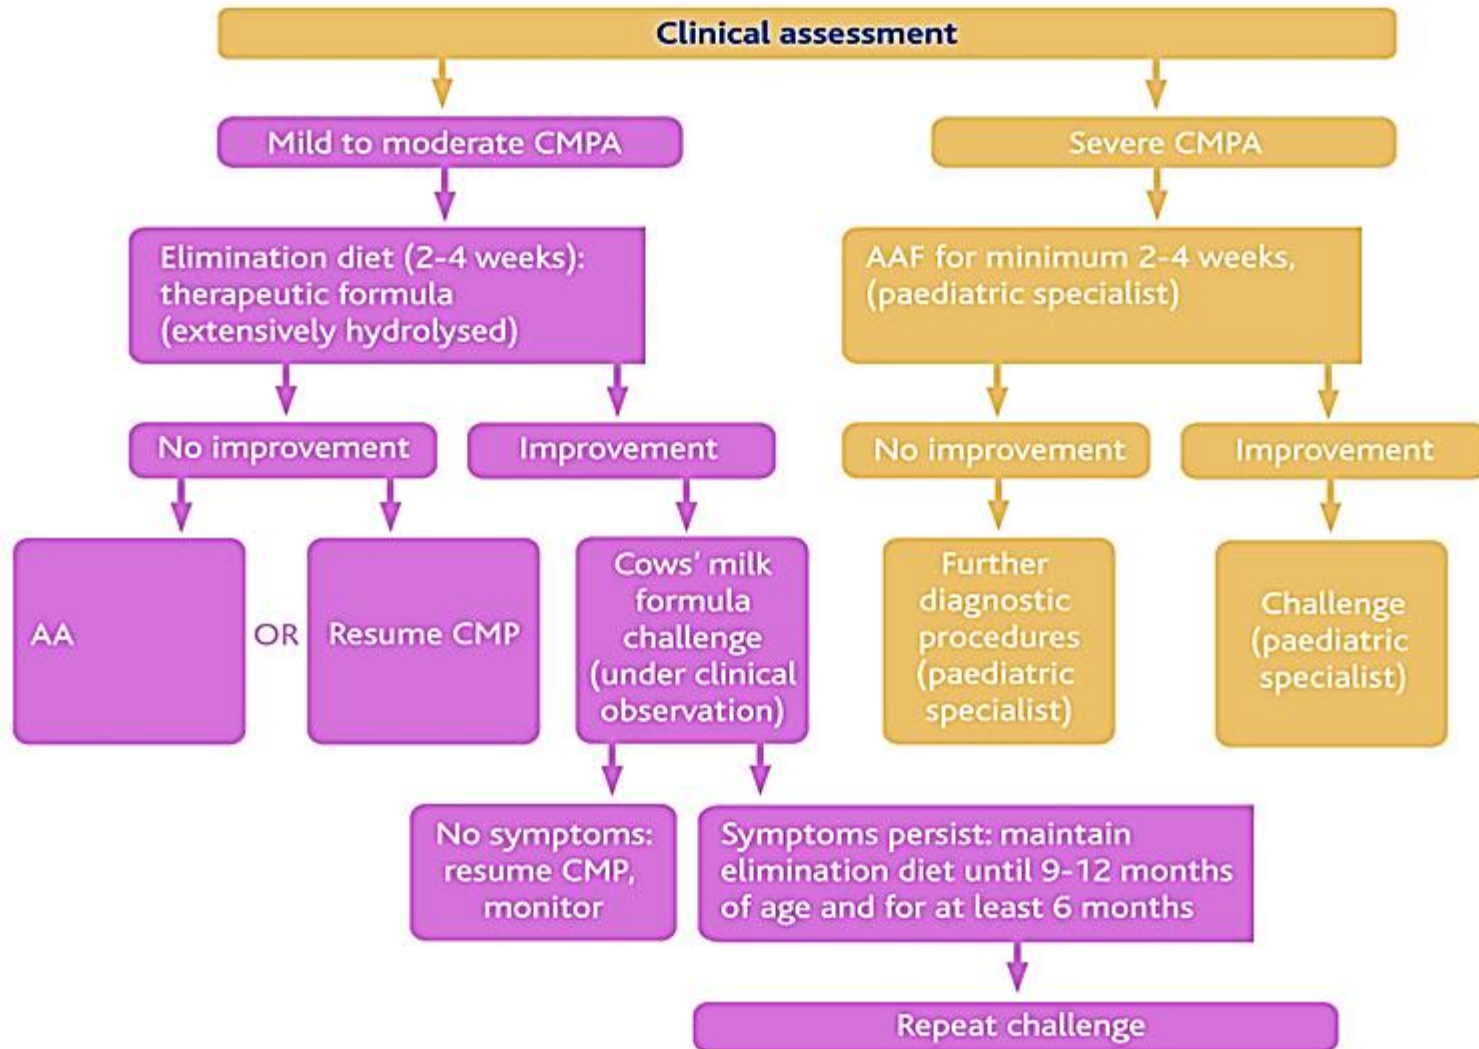 Clinical assessment
Mild to moderate CMPA
Severe CMPA
Elimination diet (2-4 weeks):
therapeutic formula
(extensively hydrolysed)
AAF for minimum 2-4 weeks,
(paediatric specialist)
No improvement
Improvement
No improvement
Improvement
AA
OR
Resume CMP
Cows' milk
formula
challenge
(under clinical
observation)
Further
diagnostic
procedures
(paediatric
specialist)
Challenge
(paediatric
specialist)
No symptoms:
resume CMP,
monitor
Symptoms persist: maintain
elimination diet until 9-12 months
of age and for at least 6 months
Repeat challenge